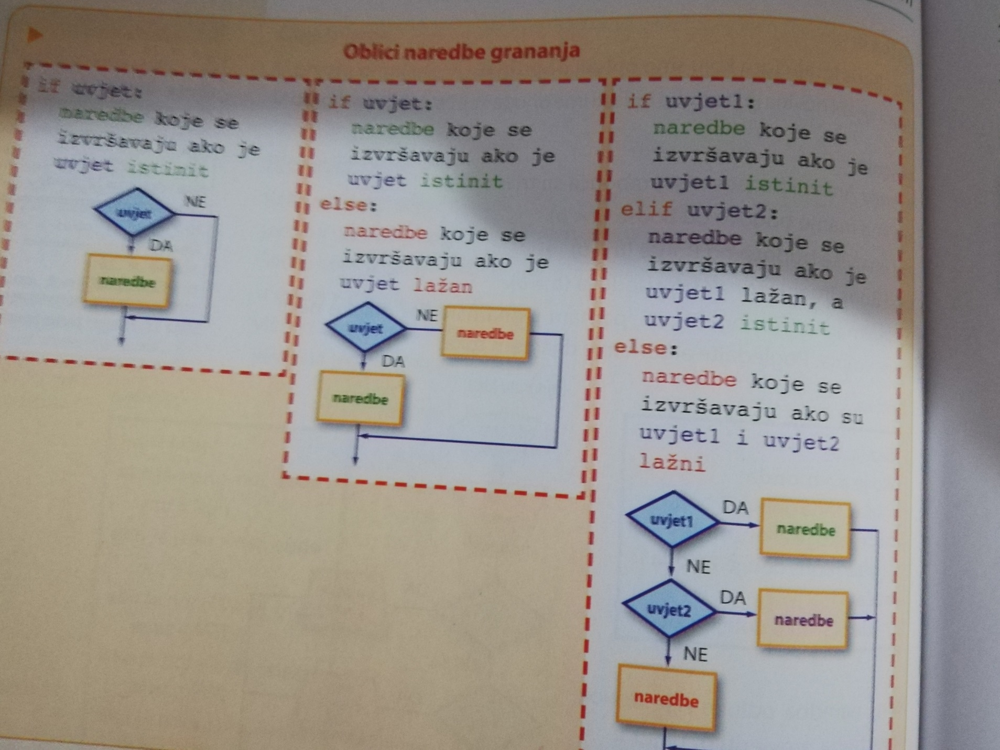 Oblici naredbe grananja
if uvjet:
naredbe koje se
izvršavaju ako je
uvjet istinit
uvjet
NE
DA
naredbe
if uvjet:
naredbe koje se
izvršavaju ako je
uvjet istinit
else:
naredbe koje se
izvršavaju ako je
uvjet lažan
uvjet
NE
naredbe
DA
naredbe
if uvjet1:
naredbe koje se
izvršavaju ako je
uvjet1 istinit
elif uvjet2:
naredbe koje se
izvršavaju ako je
uvjet1 lažan, a
uvjet2 istinit
else:
naredbe koje se
izvršavaju ako su
uvjet1 i uvjet2
lažni
uvjet1
DA
naredbe
NE
uvjet2
DA
naredbe
NE
naredbe